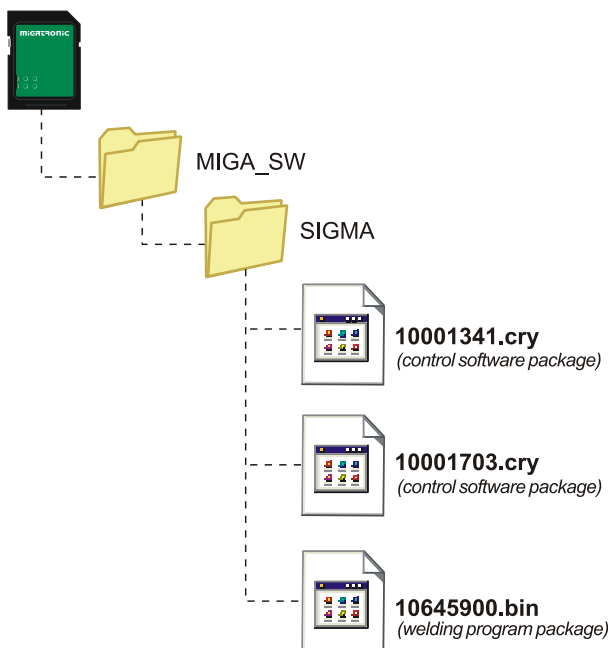 MIGATRONIC
MIGA_SW
SIGMA
10001341.cry
(control software package)
10001703.cry
(control software package)
10645900.bin
(welding program package)